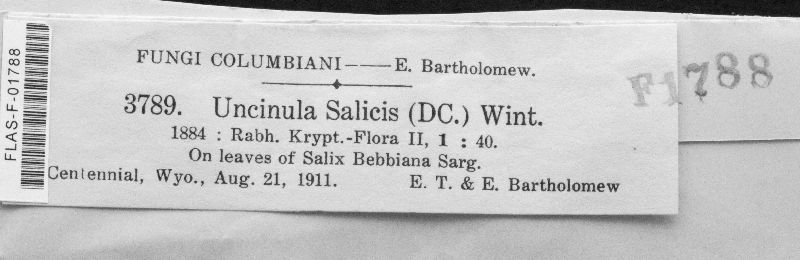 FLAS-F-01788
FUNGI COLUMBIANI——E. Bartholomew.
F1788
3789. Uncinula Salicis (DC.) Wint.
1884 : Rabh. Krypt.-Flora II, 1 : 40.
On leaves of Salix Bebbiana Sarg.
Centennial, Wyo., Aug. 21, 1911. E. T. & E. Bartholomew